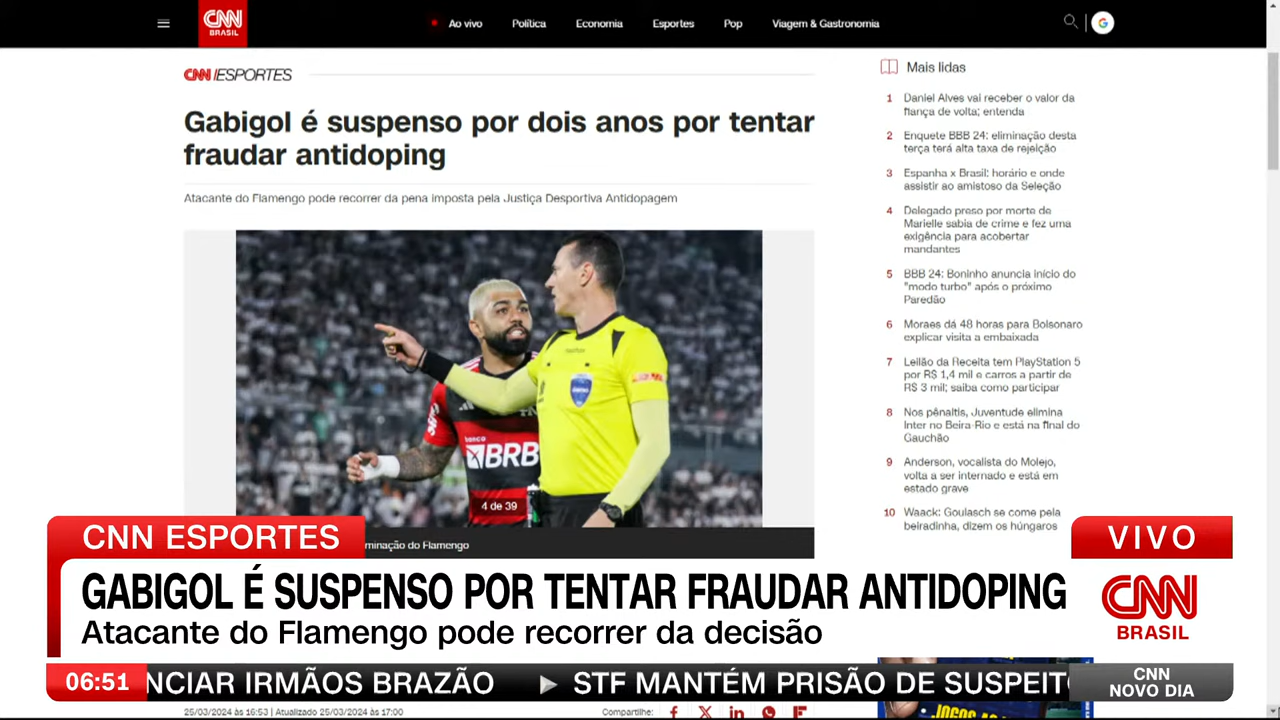 CNN
BRASIL
Ao vivo
Política
Economia
Esportes
Pop
Viagem & Gastronomia
G
CNN/ESPORTES
Gabigol é suspenso por dois anos por tentar
fraudar antidoping
Atacante do Flamengo pode recorrer da pena imposta pela Justiça Desportiva Antidopagem
banco
BRB
4 de 39
minação do Flamengo
Mais lidas
1 Daniel Alves vai receber o valor da
fiança de volta; entenda
2 Enquete BBB 24: eliminação desta
terça terá alta taxa de rejeição
3 Espanha x Brasil: horário e onde
assistir ao amistoso da Seleção
4 Delegado preso por morte de
Marielle sabia de crime e fez uma
exigência para acobertar
mandantes
5 BBB 24: Boninho anuncia início do
"modo turbo" após o próximo
Paredão
6 Moraes dá 48 horas para Bolsonaro
explicar visita a embaixada
7 Leilão da Receita tem PlayStation 5
por R$ 1,4 mil e carros a partir de
R$ 3 mil; saiba como participar
8 Nos pênaltis, Juventude elimina
Inter no Beira-Rio e está na final do
Gauchão
9 Anderson, vocalista do Molejo,
volta a ser internado e está em
estado grave
10 Waack: Goulasch se come pela
beiradinha, dizem os húngaros
CNN ESPORTES
VIVO
GABIGOL É SUSPENSO POR TENTAR FRAUDAR ANTIDOPING
Atacante do Flamengo pode recorrer da decisão
CNN
BRASIL
06:51
NCIAR IRMÃOS BRAZÃO
STF MANTÉM PRISÃO DE SUSPEIT
CNN
NOVO DIA
25/03/2024 às 16:53 | Atualizado 25/03/2024 às 17:00
Compartilhe: